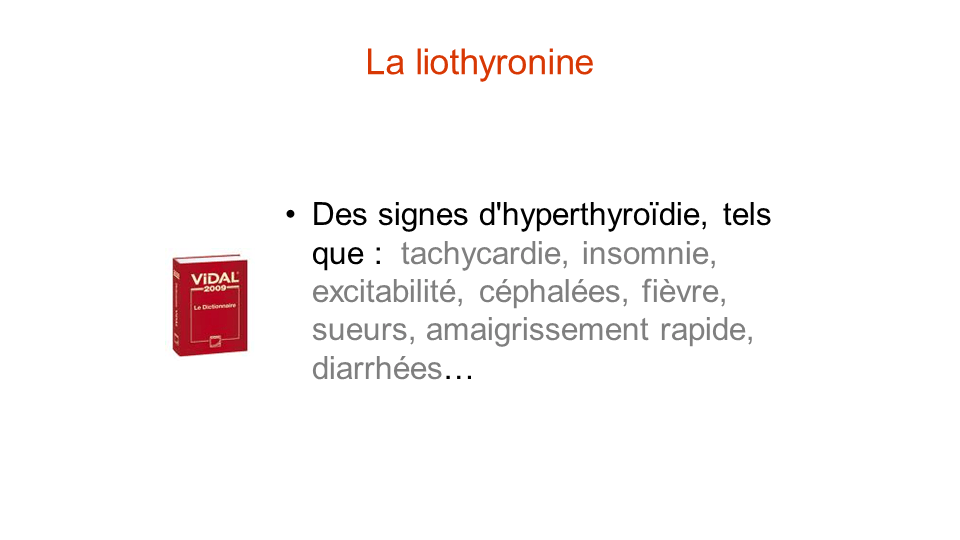 La liothyronine
• Des signes d'hyperthyroïdie, tels
que : tachycardie, insomnie,
excitabilité, céphalées, fièvre,
sueurs, amaigrissement rapide,
diarrhées…
ViDAL
2009
Le Dictionnaire